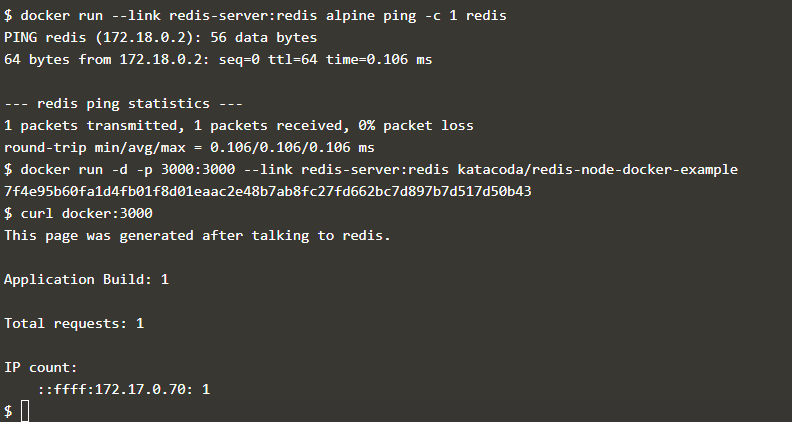 $ docker run --link redis-server:redis alpine ping -c 1 redis
PING redis (172.18.0.2): 56 data bytes
64 bytes from 172.18.0.2: seq=0 ttl=64 time=0.106 ms
--- redis ping statistics ---
1 packets transmitted, 1 packets received, 0% packet loss
round-trip min/avg/max = 0.106/0.106/0.106 ms
$ docker run -d -p 3000:3000 --link redis-server:redis katacoda/redis-node-docker-example
7f4e95b60fa1d4fb01f8d01eaac2e48b7ab8fc27fd662bc7d897b7d517d50b43
$ curl docker:3000
This page was generated after talking to redis.
Application Build: 1
Total requests: 1
IP count:
    ::ffff:172.17.0.70: 1
$